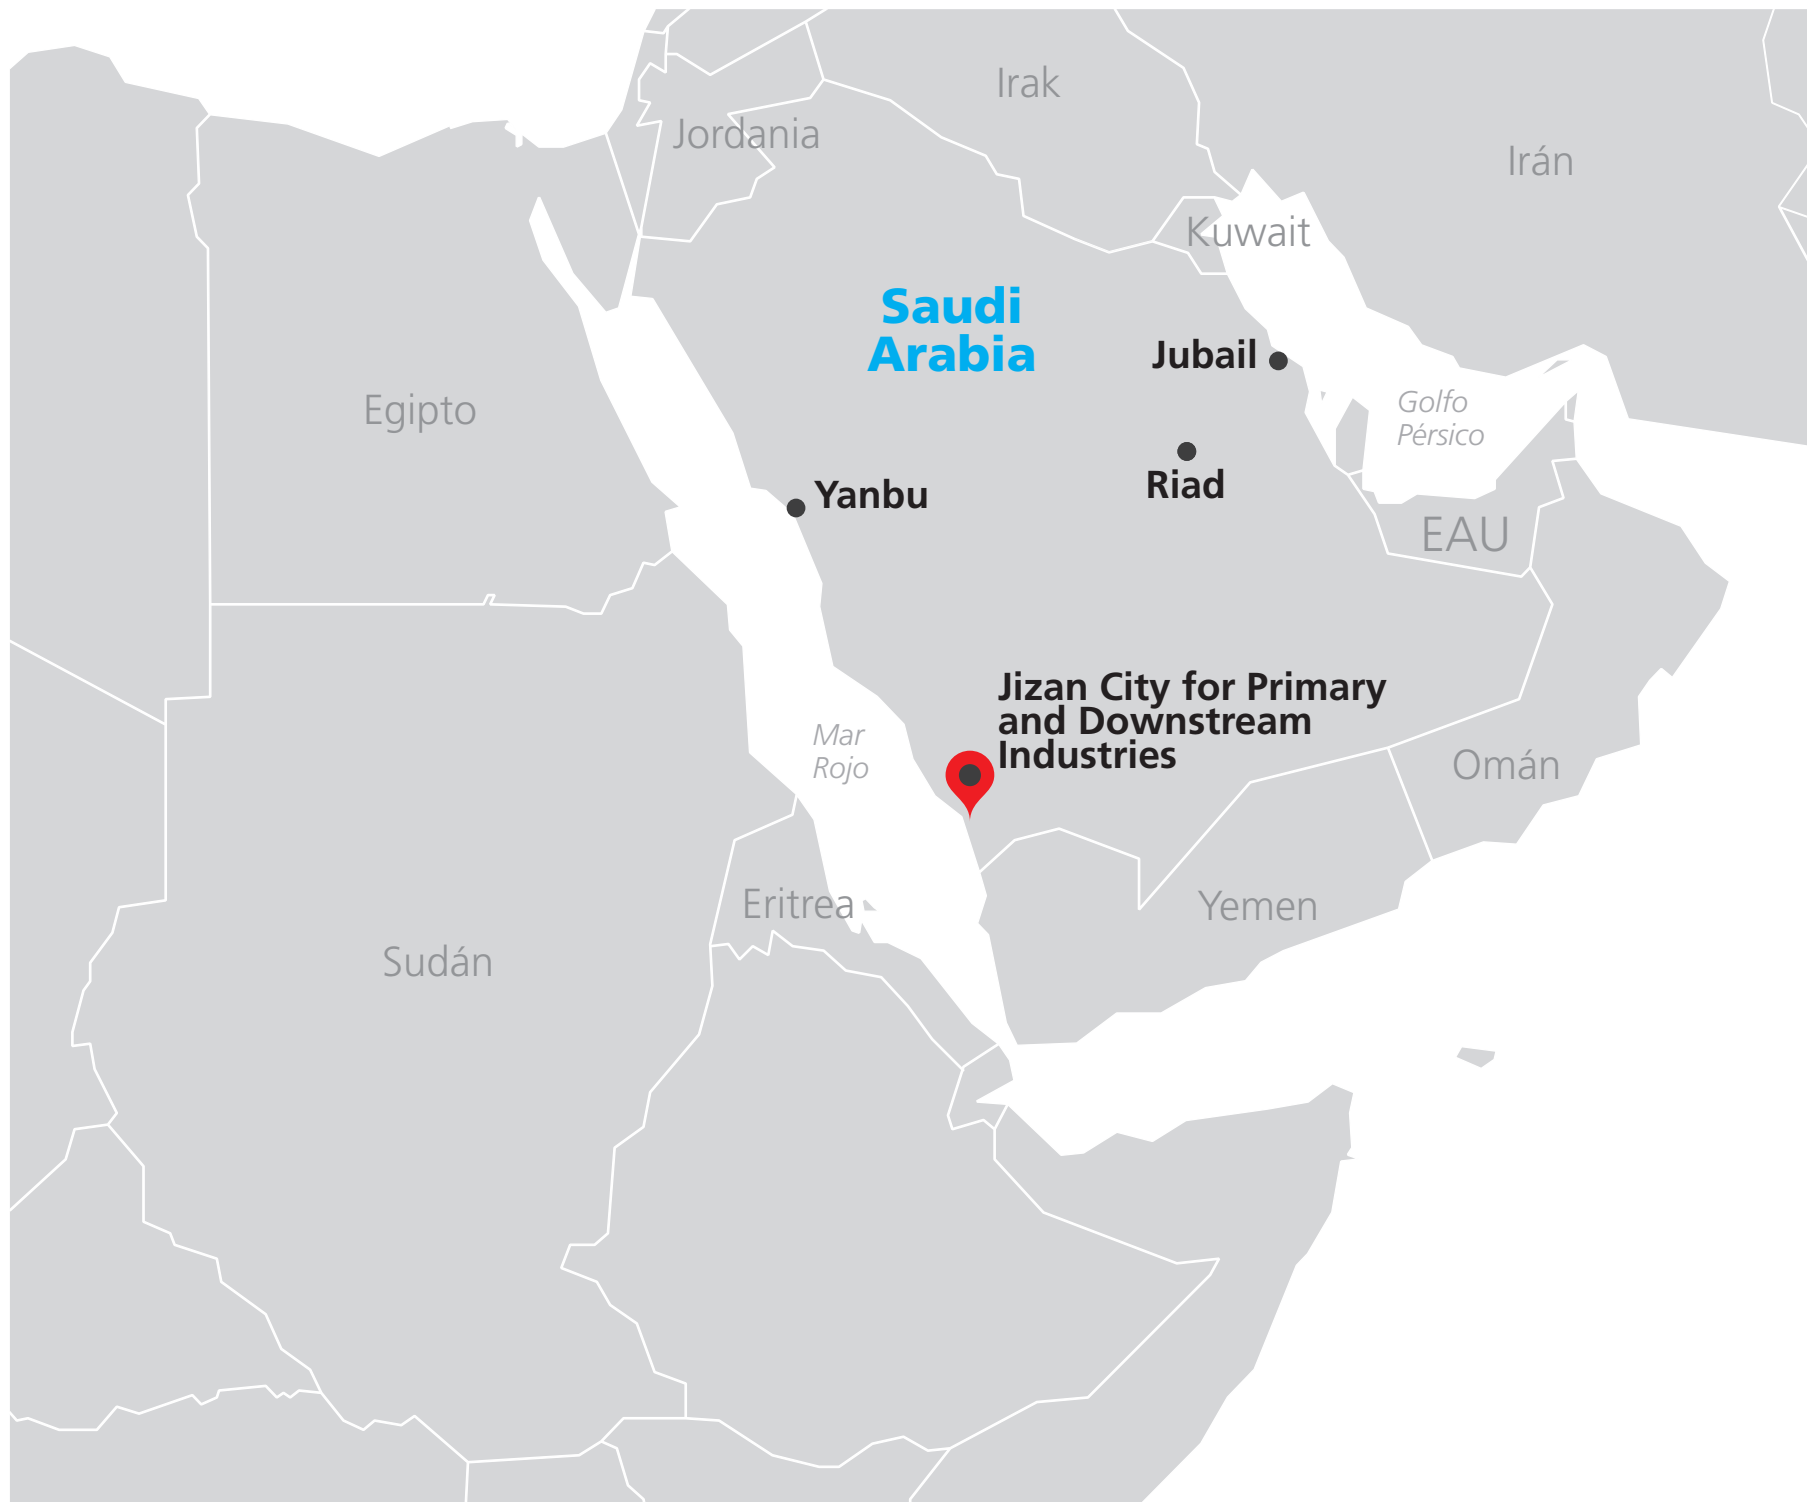 Irak
Jordania
Irán
Kuwait
Saudi
Arabia
Jubail
Egipto
Golfo
Pérsico
Riad
Yanbu
EAU
Jizan City for Primary
and Downstream
Industries
Mar
Rojo
Omán
Eritrea
Yemen
Sudán